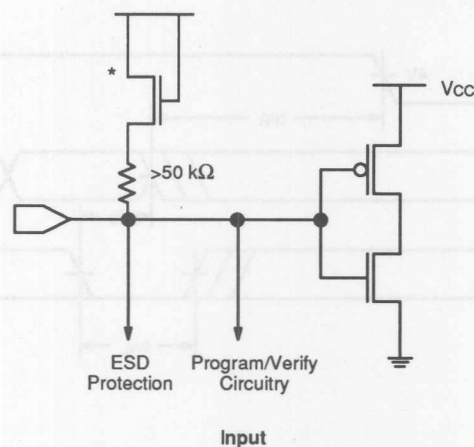 *
Vcc
>50 kΩ
ESD
Protection
Program/Verify
Circuitry
Input